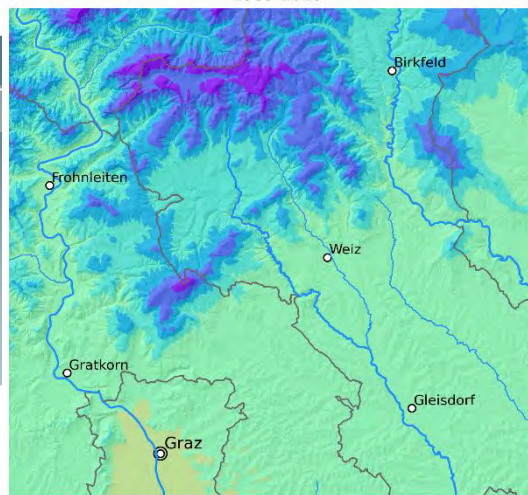 Birkfeld
Frohnleiten
Weiz
Gratkorn
Gleisdorf
Graz